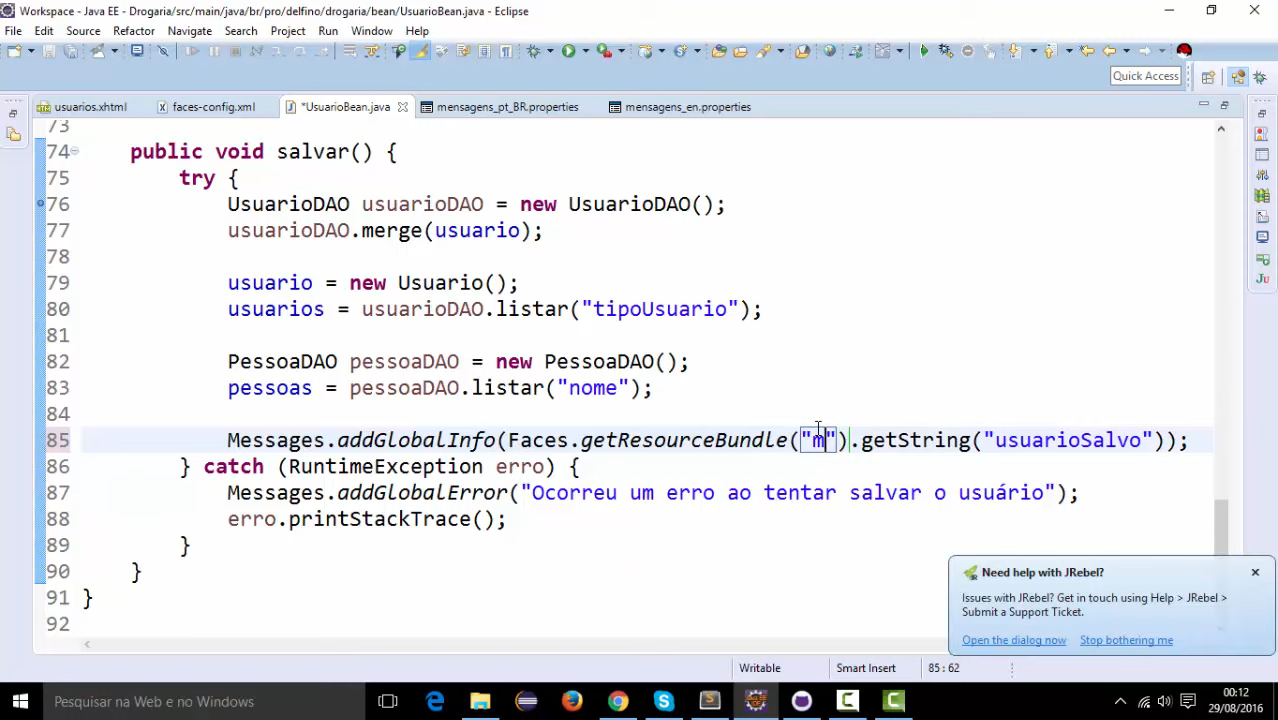 Workspace - Java EE - Drogaria/src/main/java/br/pro/delfino/drogaria/bean/UsuarioBean.java - Eclipse
File Edit Source Refactor Navigate Search Project Run Window Help
Quick Access
usuarios.xhtml faces-config.xml *UsuarioBean.java mensagens_pt_BR.properties mensagens_en.properties
73
74 public void salvar() {
75 try {
76 UsuarioDAO usuarioDAO = new UsuarioDAO();
77 usuarioDAO.merge(usuario);
78
79 usuario = new Usuario();
80 usuarios = usuarioDAO.listar("tipoUsuario");
81
82 PessoaDAO pessoaDAO = new PessoaDAO();
83 pessoas = pessoaDAO.listar("nome");
84
85 Messages.addGlobalInfo(Faces.getResourceBundle("m").getString("usuarioSalvo"));
86 } catch (RuntimeException erro) {
87 Messages.addGlobalError("Ocorreu um erro ao tentar salvar o usuário");
88 erro.printStackTrace();
89 }
90 }
91 }
92
Need help with JRebel?
Issues with JRebel? Get in touch using Help > JRebel >
Submit a Support Ticket.
Open the dialog now Stop bothering me
Writable Smart Insert 85 : 62
Pesquisar na Web e no Windows
00:12
29/08/2016